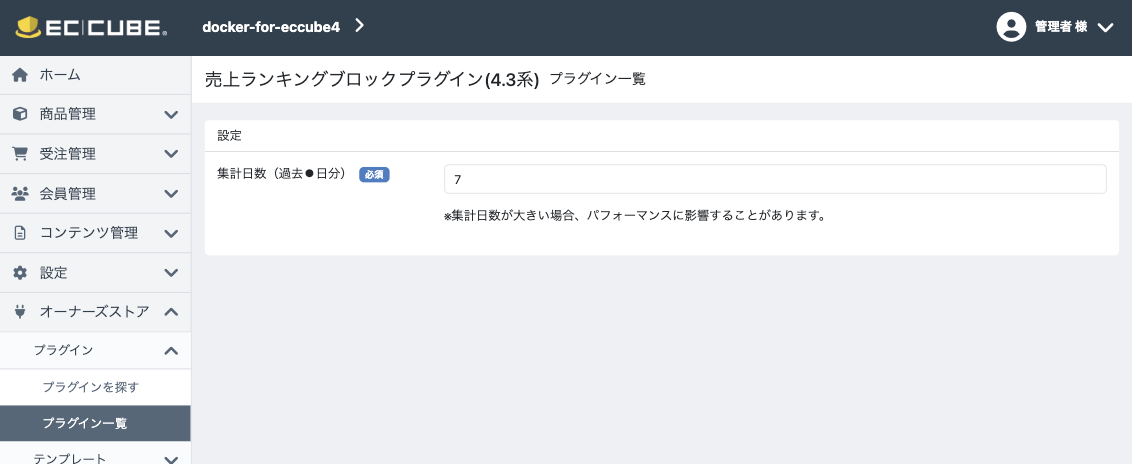 EC CUBE®
docker-for-eccube4
管理者 様
ホーム
商品管理
受注管理
会員管理
コンテンツ管理
設定
オーナーズストア
プラグイン
プラグインを探す
プラグイン一覧
テンプレート
売上ランキングブロックプラグイン(4.3系) プラグイン一覧
設定
集計日数（過去●日分） 必須
7
※集計日数が大きい場合、パフォーマンスに影響することがあります。